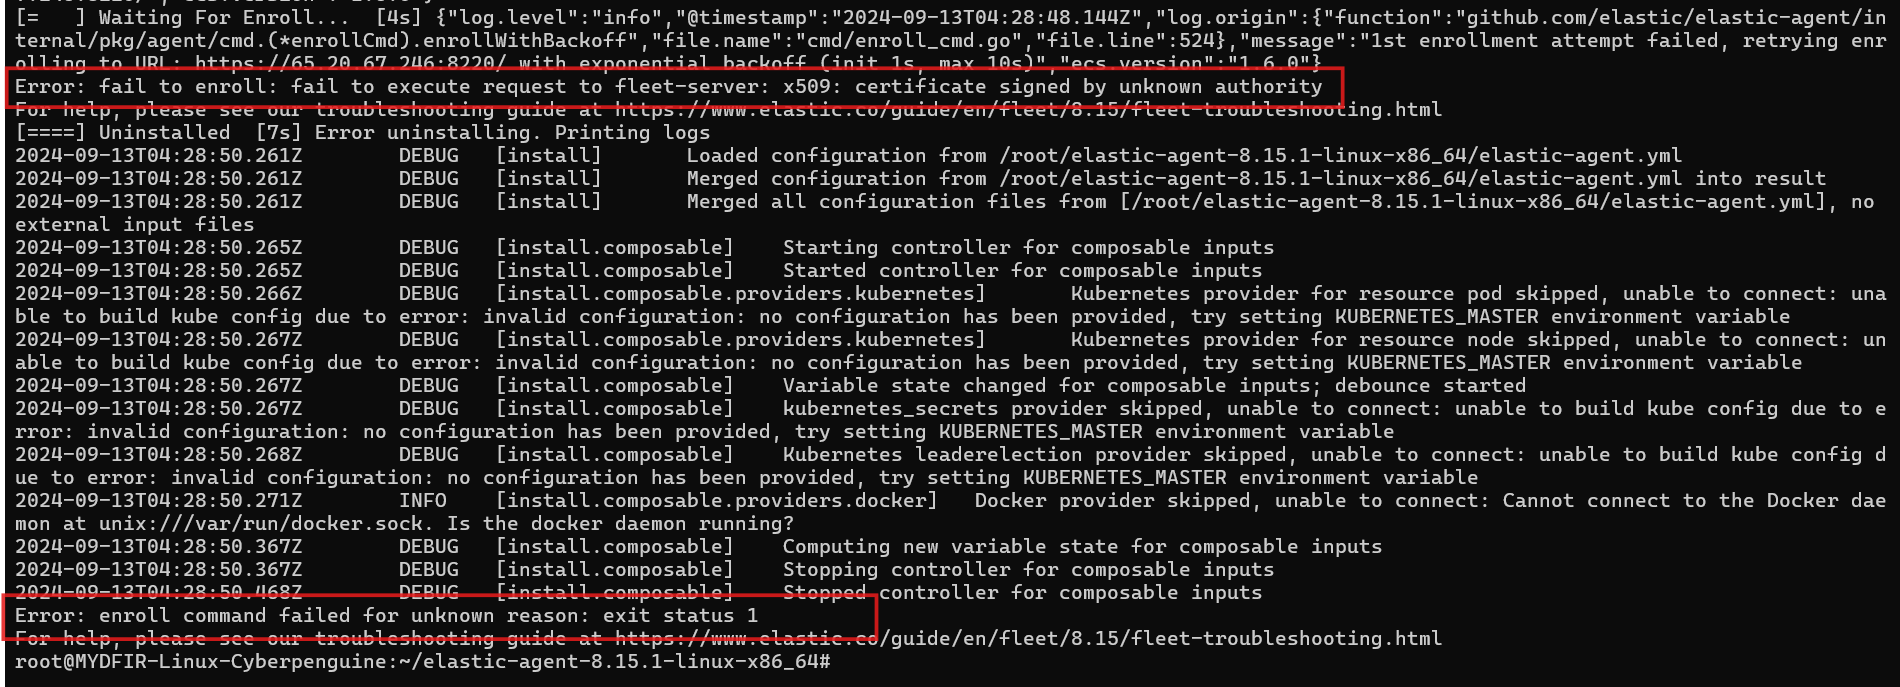 [=   ] Waiting For Enroll...  [4s] {"log.level":"info","@timestamp":"2024-09-13T04:28:48.144Z","log.origin":{"function":"github.com/elastic/elastic-agent/in
ternal/pkg/agent/cmd.(*enrollCmd).enrollWithBackoff","file.name":"cmd/enroll_cmd.go","file.line":524},"message":"1st enrollment attempt failed, retrying enr
olling to URL: https://65.20.67.246:8220/ with exponential backoff (init 1s, max 10s)","ecs.version":"1.6.0"}
Error: fail to enroll: fail to execute request to fleet-server: x509: certificate signed by unknown authority
For help, please see our troubleshooting guide at https://www.elastic.co/guide/en/fleet/8.15/fleet-troubleshooting.html
[====] Uninstalled  [7s] Error uninstalling. Printing logs
2024-09-13T04:28:50.261Z        DEBUG   [install]       Loaded configuration from /root/elastic-agent-8.15.1-linux-x86_64/elastic-agent.yml
2024-09-13T04:28:50.261Z        DEBUG   [install]       Merged configuration from /root/elastic-agent-8.15.1-linux-x86_64/elastic-agent.yml into result
2024-09-13T04:28:50.261Z        DEBUG   [install]       Merged all configuration files from [/root/elastic-agent-8.15.1-linux-x86_64/elastic-agent.yml], no
external input files
2024-09-13T04:28:50.265Z        DEBUG   [install.composable]    Starting controller for composable inputs
2024-09-13T04:28:50.265Z        DEBUG   [install.composable]    Started controller for composable inputs
2024-09-13T04:28:50.266Z        DEBUG   [install.composable.providers.kubernetes]       Kubernetes provider for resource pod skipped, unable to connect: una
ble to build kube config due to error: invalid configuration: no configuration has been provided, try setting KUBERNETES_MASTER environment variable
2024-09-13T04:28:50.267Z        DEBUG   [install.composable.providers.kubernetes]       Kubernetes provider for resource node skipped, unable to connect: un
able to build kube config due to error: invalid configuration: no configuration has been provided, try setting KUBERNETES_MASTER environment variable
2024-09-13T04:28:50.267Z        DEBUG   [install.composable]    Variable state changed for composable inputs; debounce started
2024-09-13T04:28:50.267Z        DEBUG   [install.composable]    kubernetes_secrets provider skipped, unable to connect: unable to build kube config due to e
rror: invalid configuration: no configuration has been provided, try setting KUBERNETES_MASTER environment variable
2024-09-13T04:28:50.268Z        DEBUG   [install.composable]    Kubernetes leaderelection provider skipped, unable to connect: unable to build kube config d
ue to error: invalid configuration: no configuration has been provided, try setting KUBERNETES_MASTER environment variable
2024-09-13T04:28:50.271Z        INFO    [install.composable.providers.docker]   Docker provider skipped, unable to connect: Cannot connect to the Docker dae
mon at unix:///var/run/docker.sock. Is the docker daemon running?
2024-09-13T04:28:50.367Z        DEBUG   [install.composable]    Computing new variable state for composable inputs
2024-09-13T04:28:50.367Z        DEBUG   [install.composable]    Stopping controller for composable inputs
2024-09-13T04:28:50.468Z        DEBUG   [install.composable]    Stopped controller for composable inputs
Error: enroll command failed for unknown reason: exit status 1
For help, please see our troubleshooting guide at https://www.elastic.co/guide/en/fleet/8.15/fleet-troubleshooting.html
root@MYDFIR-Linux-Cyberpenguine:~/elastic-agent-8.15.1-linux-x86_64#